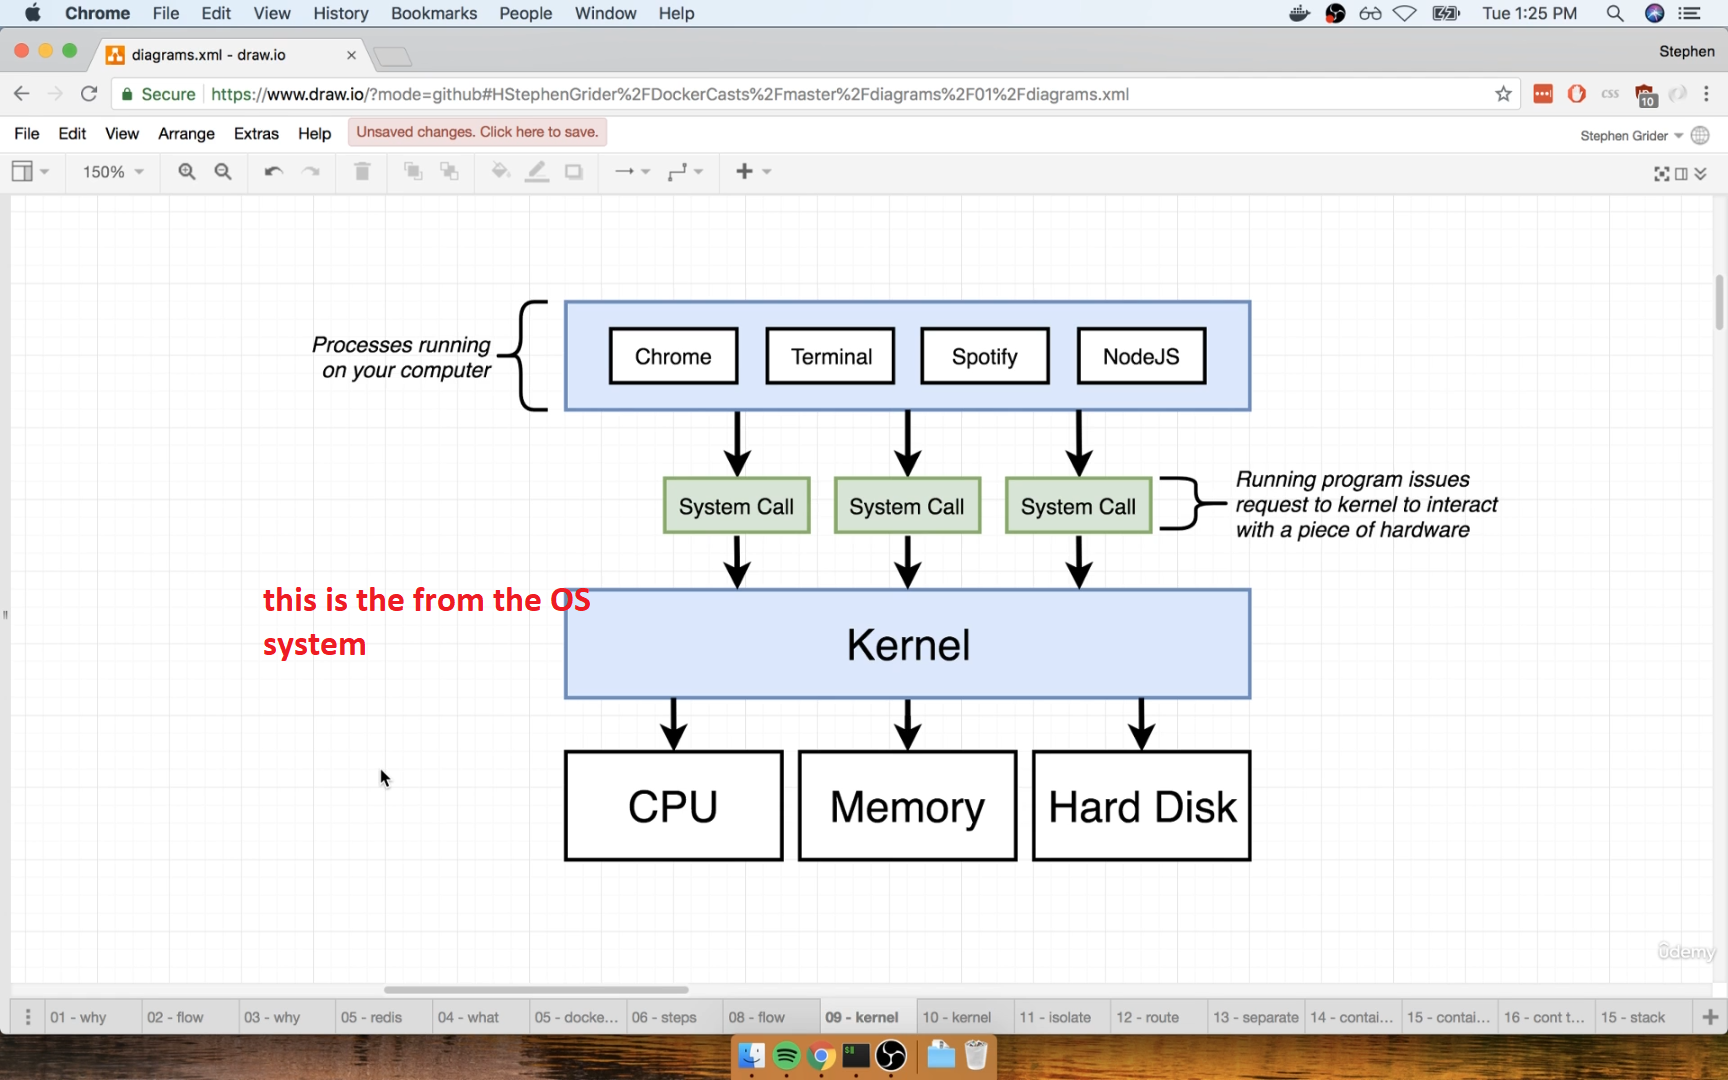 Chrome File Edit View History Bookmarks People Window Help Tue 1:25 PM
diagrams.xml - draw.io × Stephen
Secure https://www.draw.io/?mode=github#HStephenGrider%2FDockerCasts%2Fmaster%2Fdiagrams%2F01%2Fdiagrams.xml css 10
File Edit View Arrange Extras Help Unsaved changes. Click here to save. Stephen Grider
150%
Processes running
on your computer
Chrome Terminal Spotify NodeJS
System Call System Call System Call
Running program issues
request to kernel to interact
with a piece of hardware
this is the from the OS
system
Kernel
CPU Memory Hard Disk
ûdemy
01 - why 02 - flow 03 - why 05 - redis 04 - what 05 - docke... 06 - steps 08 - flow 09 - kernel 10 - kernel 11 - isolate 12 - route 13 - separate 14 - contai... 15 - contai... 16 - cont t... 15 - stack